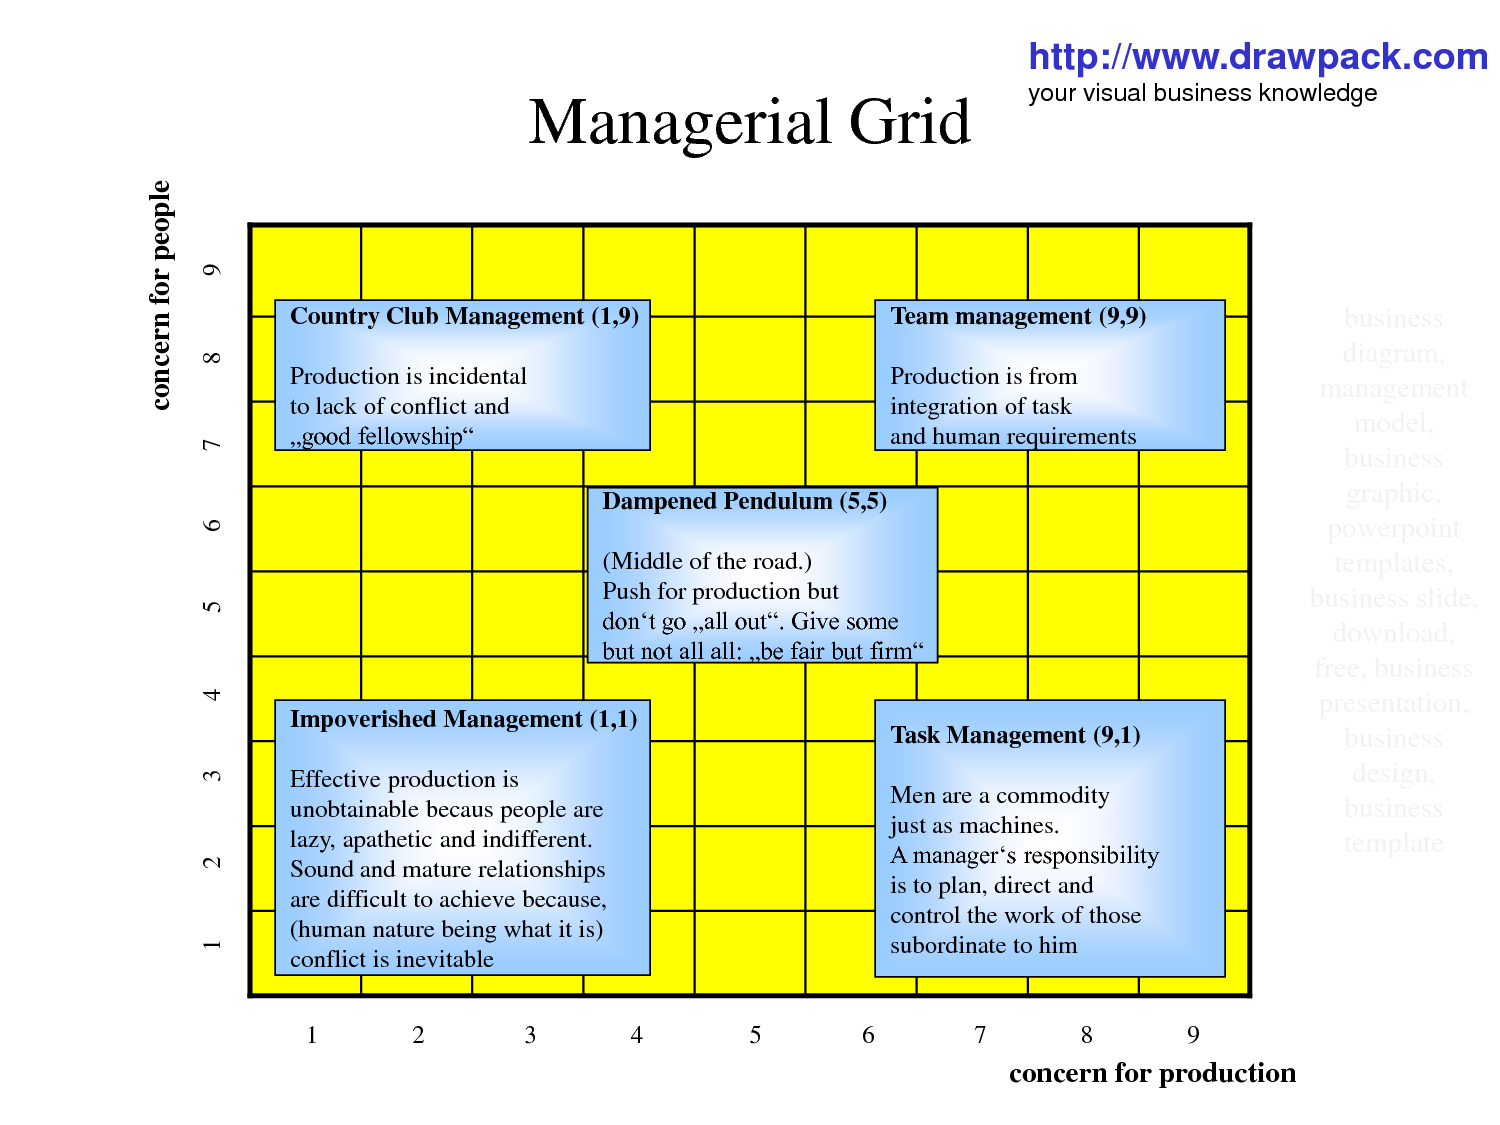 http://www.drawpack.com
your visual business knowledge
Managerial Grid
concern for people
9
8
7
6
5
4
3
2
1
Country Club Management (1,9)
Production is incidental
to lack of conflict and
„good fellowship“
Team management (9,9)
Production is from
integration of task
and human requirements
Dampened Pendulum (5,5)
(Middle of the road.)
Push for production but
don‘t go „all out“. Give some
but not all all: „be fair but firm“
Impoverished Management (1,1)
Effective production is
unobtainable becaus people are
lazy, apathetic and indifferent.
Sound and mature relationships
are difficult to achieve because,
(human nature being what it is)
conflict is inevitable
Task Management (9,1)
Men are a commodity
just as machines.
A manager‘s responsibility
is to plan, direct and
control the work of those
subordinate to him
1 2 3 4 5 6 7 8 9
concern for production
business
diagram,
management
model,
business
graphic,
powerpoint
templates,
business slide,
download,
free, business
presentation,
business
design,
business
template